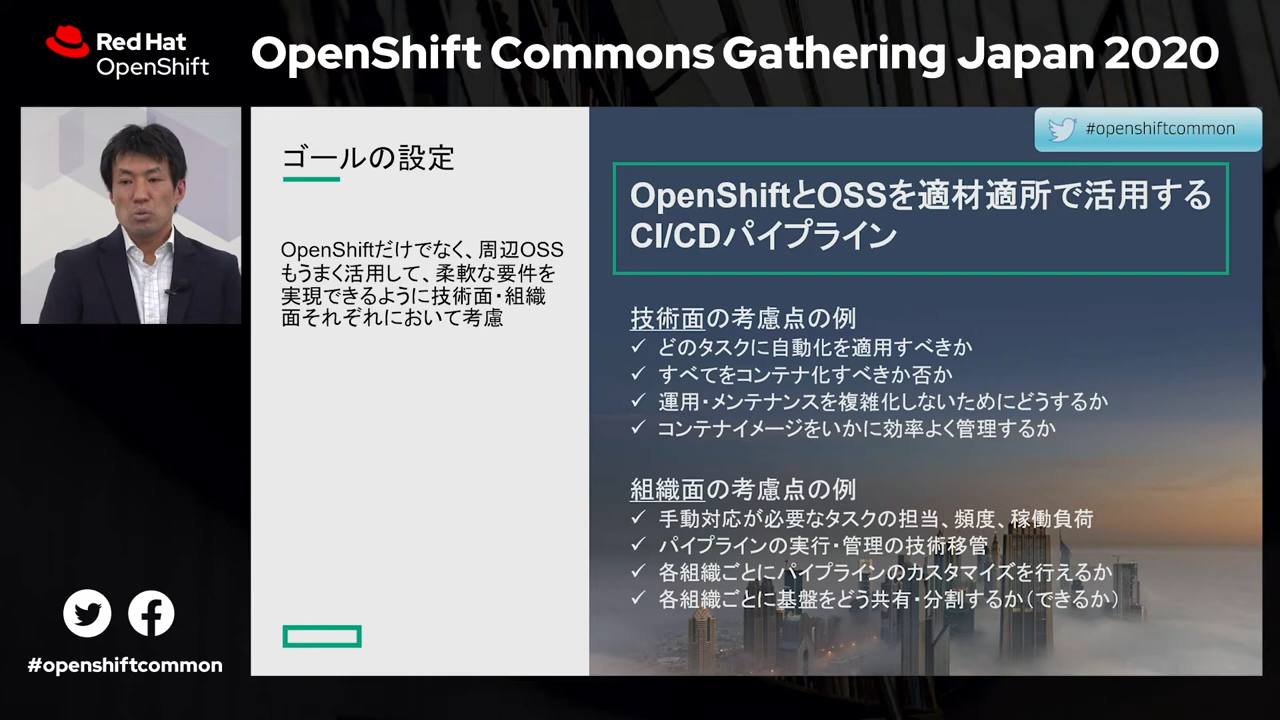 Red Hat
OpenShift
OpenShift Commons Gathering Japan 2020
#openshiftcommon
ゴールの設定
OpenShiftだけでなく、周辺OSS
もうまく活用して、柔軟な要件を
実現できるように技術面・組織
面それぞれにおいて考慮
OpenShiftとOSSを適材適所で活用する
CI/CDパイプライン
技術面の考慮点の例
✓ どのタスクに自動化を適用すべきか
✓ すべてをコンテナ化すべきか否か
✓ 運用・メンテナンスを複雑化しないためにどうするか
✓ コンテナイメージをいかに効率よく管理するか
組織面の考慮点の例
✓ 手動対応が必要なタスクの担当、頻度、稼働負荷
✓ パイプラインの実行・管理の技術移管
✓ 各組織ごとにパイプラインのカスタマイズを行えるか
✓ 各組織ごとに基盤をどう共有・分割するか（できるか）
#openshiftcommon